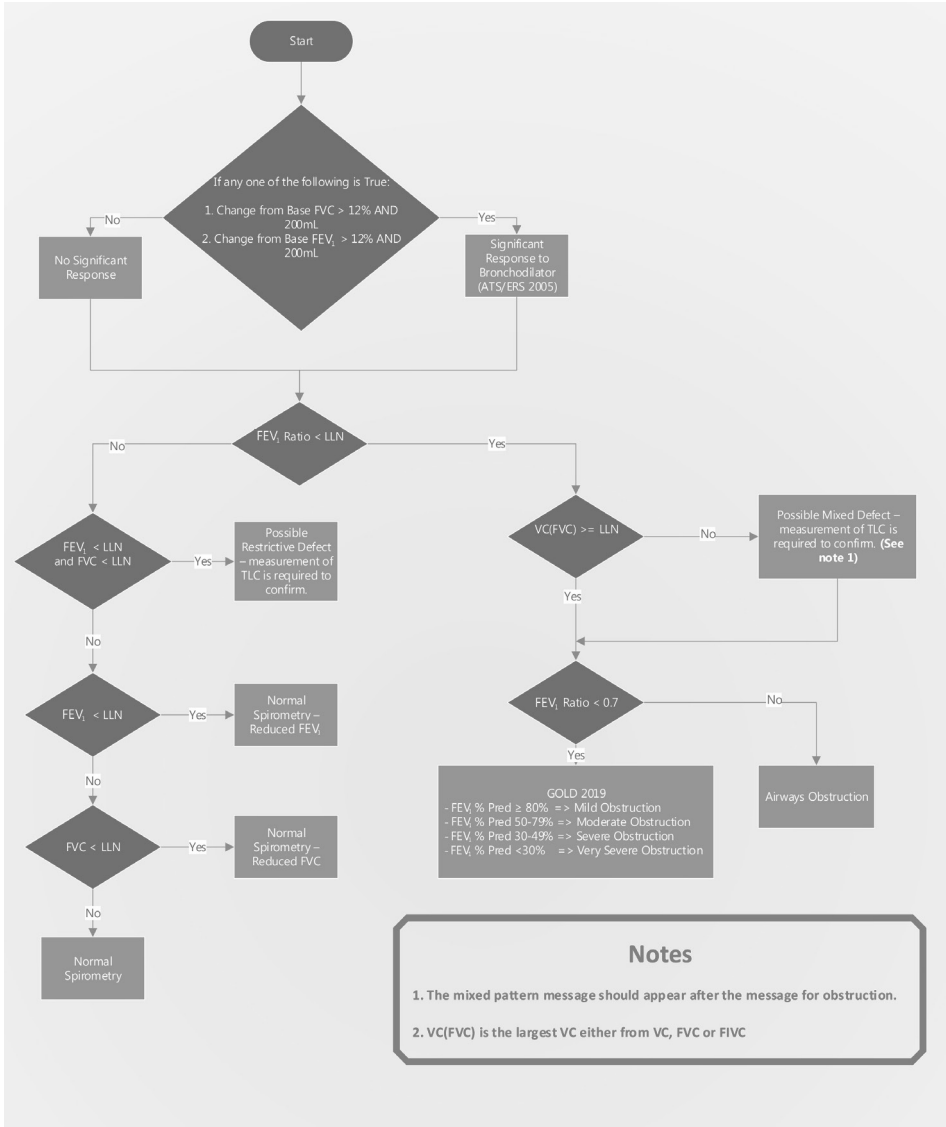 Start
If any one of the following is True:
1. Change from Base FVC > 12% AND
200mL
2. Change from Base FEV₁ > 12% AND
200mL
No
Yes
No Significant
Response
Significant
Response to
Bronchodilator
(ATS/ERS 2005)
FEV₁ Ratio < LLN
No
Yes
FEV₁ < LLN
and FVC < LLN
Yes
Possible
Restrictive Defect
– measurement of
TLC is required to
confirm.
VC(FVC) >= LLN
No
Possible Mixed Defect –
measurement of TLC is
required to confirm. (See
note 1)
Yes
No
FEV₁ < LLN
Yes
Normal
Spirometry –
Reduced FEV₁
FEV₁ Ratio < 0.7
No
Yes
Airways Obstruction
No
GOLD 2019
- FEV₁ % Pred ≥ 80% => Mild Obstruction
- FEV₁ % Pred 50-79% => Moderate Obstruction
- FEV₁ % Pred 30-49% => Severe Obstruction
- FEV₁ % Pred <30% => Very Severe Obstruction
FVC < LLN
Yes
Normal
Spirometry –
Reduced FVC
No
Normal
Spirometry
Notes
1. The mixed pattern message should appear after the message for obstruction.
2. VC(FVC) is the largest VC either from VC, FVC or FIVC